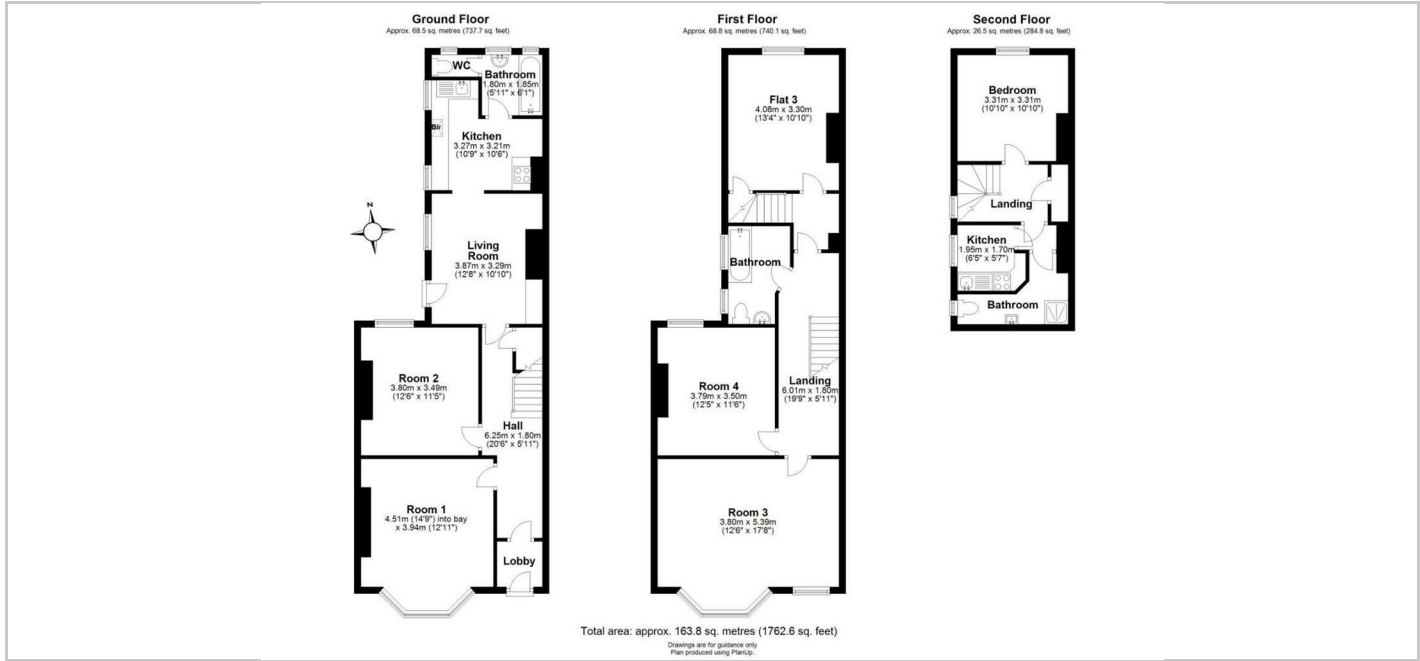 Ground Floor
Approx. 68.5 sq. metres (737.7 sq. feet)
WC
Bathroom
1.80m x 1.85m
(5'11" x 6'1")
Blr
Kitchen
3.27m x 3.21m
(10'9" x 10'6")
N
Living
Room
3.87m x 3.29m
(12'8" x 10'10")
Room 2
3.80m x 3.49m
(12'6" x 11'5")
Hall
6.25m x 1.80m
(20'6" x 5'11")
Room 1
4.51m (14'9") into bay
x 3.94m (12'11")
Lobby
First Floor
Approx. 68.8 sq. metres (740.1 sq. feet)
Flat 3
4.08m x 3.30m
(13'4" x 10'10")
Bathroom
Room 4
3.79m x 3.50m
(12'5" x 11'6")
Landing
6.01m x 1.80m
(19'9" x 5'11")
Room 3
3.80m x 5.39m
(12'6" x 17'8")
Second Floor
Approx. 26.5 sq. metres (284.8 sq. feet)
Bedroom
3.31m x 3.31m
(10'10" x 10'10")
Landing
Kitchen
1.95m x 1.70m
(6'5" x 5'7")
Bathroom
Total area: approx. 163.8 sq. metres (1762.6 sq. feet)
Drawings are for guidance only
Plan produced using PlanUp.